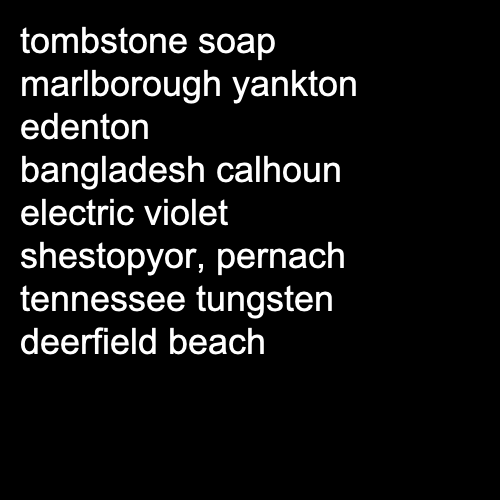 tombstone soap
marlborough yankton
edenton
bangladesh calhoun
electric violet
shestopyor, pernach
tennessee tungsten
deerfield beach